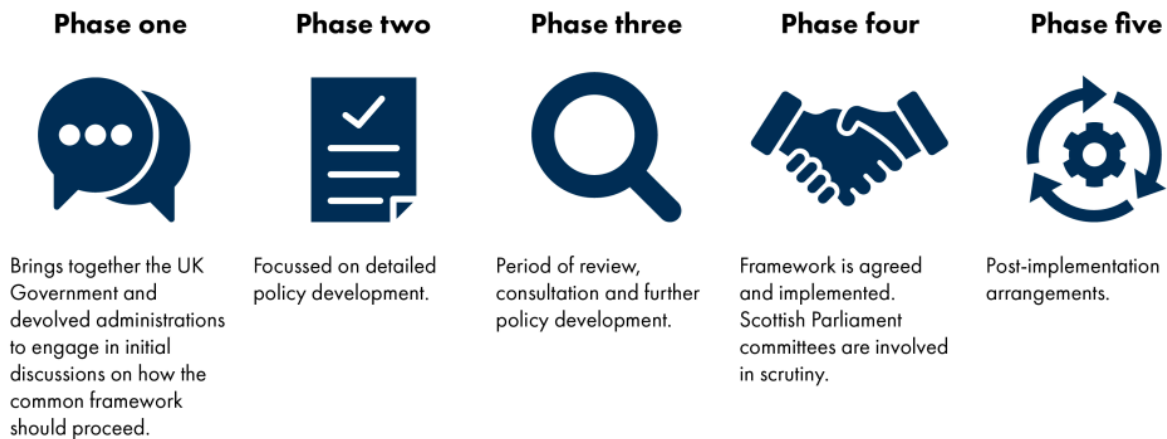 Phase one
Brings together the UK
Government and
devolved administrations
to engage in initial
discussions on how the
common framework
should proceed.
Phase two
Focussed on detailed
policy development.
Phase three
Period of review,
consultation and further
policy development.
Phase four
Framework is agreed
and implemented.
Scottish Parliament
committees are involved
in scrutiny.
Phase five
Post-implementation
arrangements.